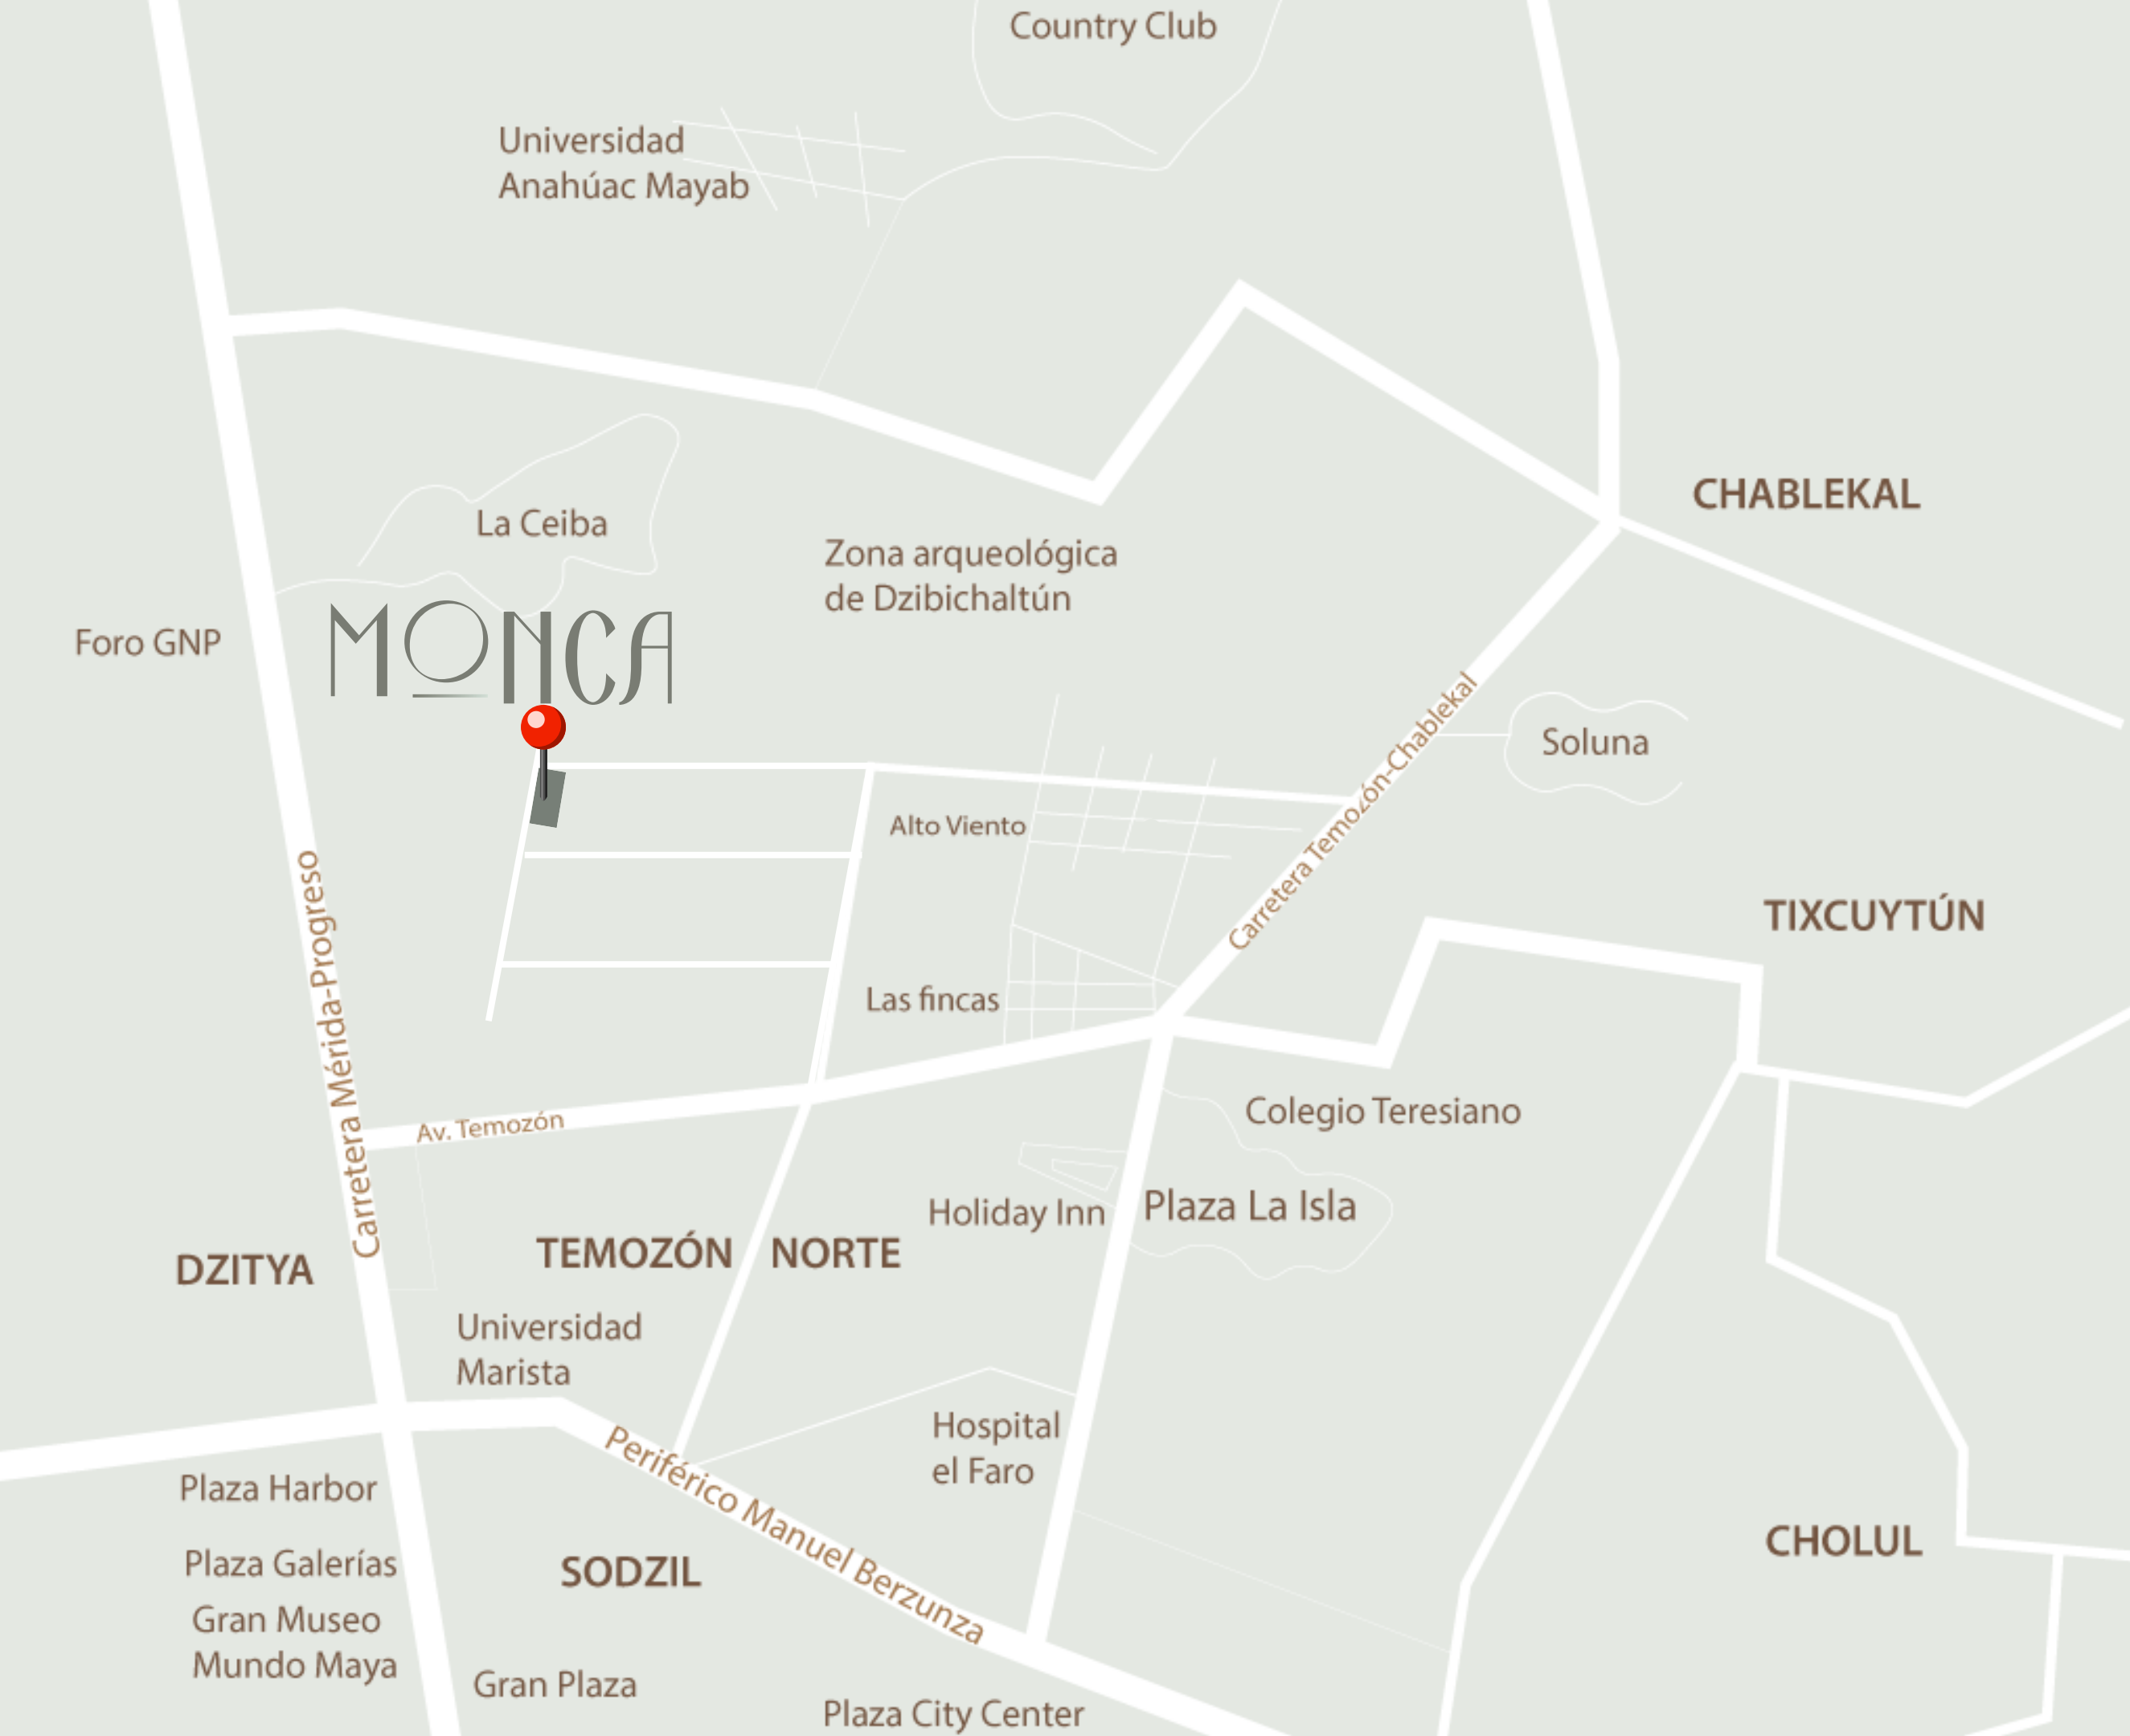 Country Club
Universidad
Anahúac Mayab
CHABLEKAL
La Ceiba
Zona arqueológica
de Dzibichaltún
Foro GNP
MONCA
Carretera Temozón-Chablekal
Soluna
Alto Viento
Carretera Mérida-Progreso
TIXCUYTÚN
Las fincas
Av. Temozón
Colegio Teresiano
Holiday Inn
Plaza La Isla
DZITYA
TEMOZÓN NORTE
Universidad
Marista
Hospital
el Faro
Periférico Manuel Berzunza
Plaza Harbor
Plaza Galerías
SODZIL
CHOLUL
Gran Museo
Mundo Maya
Gran Plaza
Plaza City Center